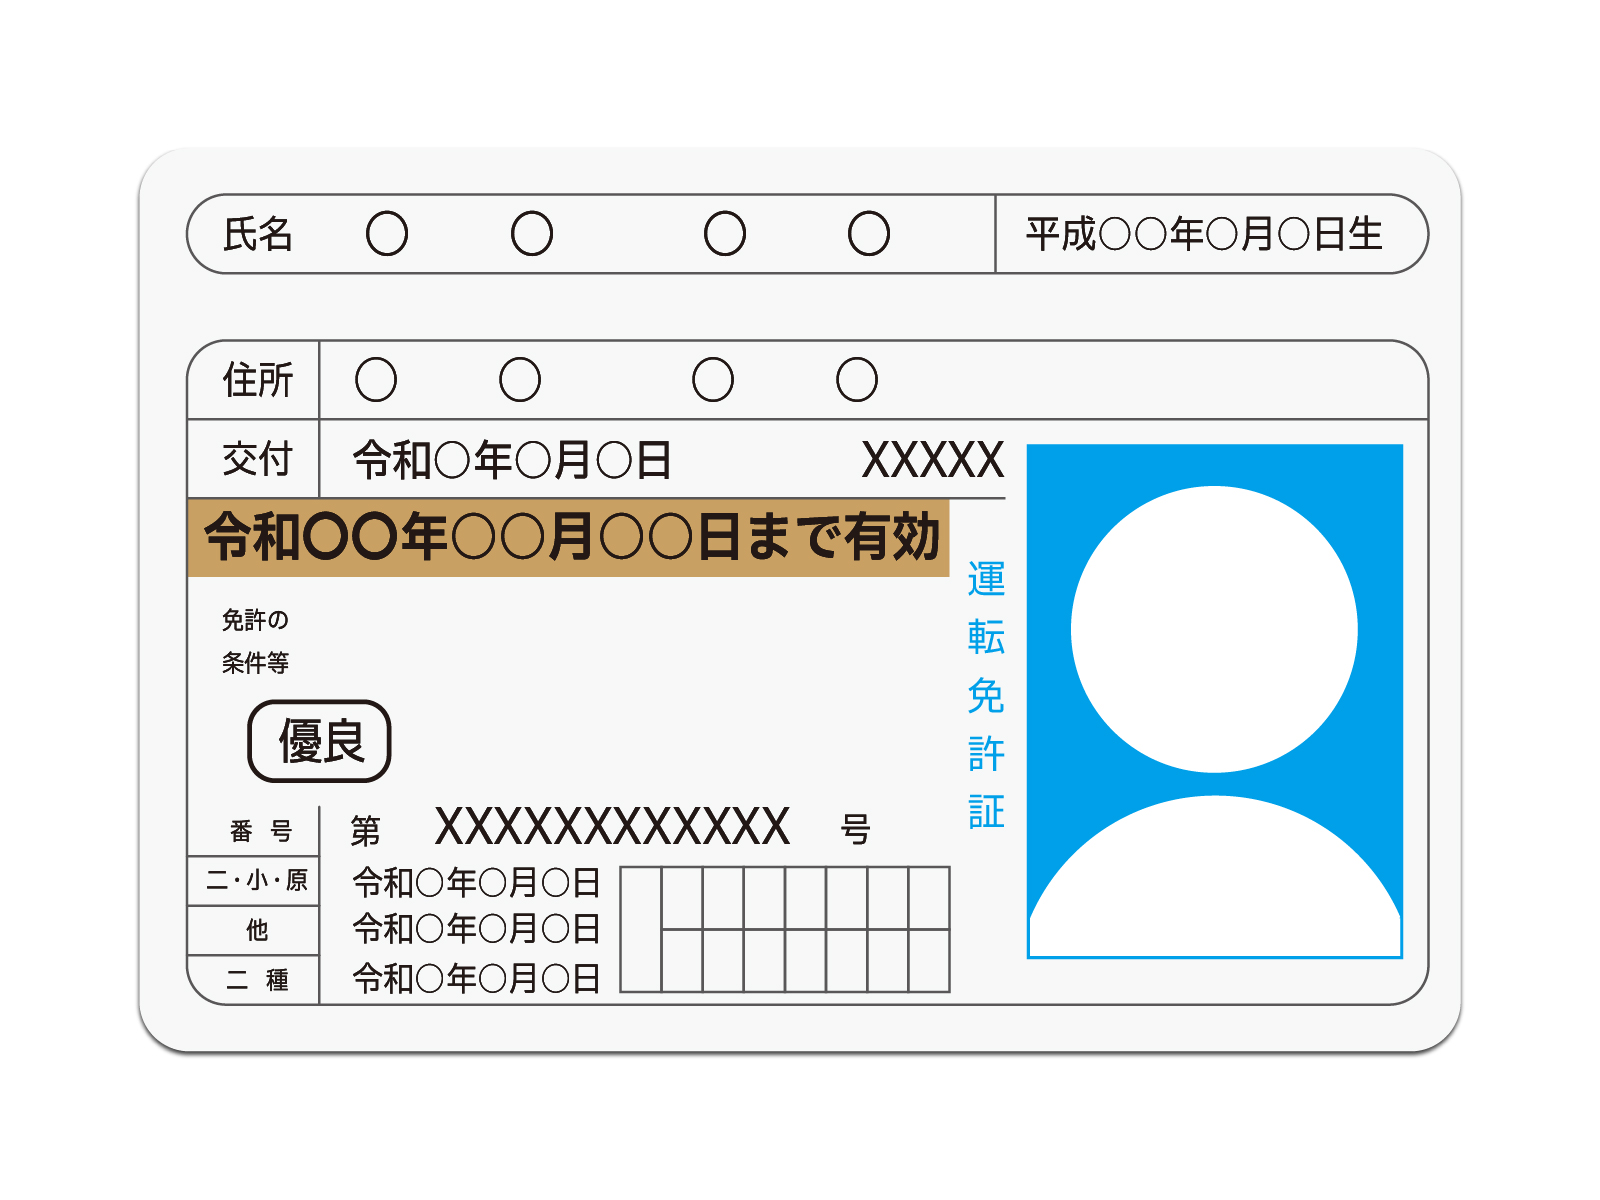 氏名 ○ ○ ○ ○ 平成○○年○月○日生
住所 ○ ○ ○ ○
交付 令和○年○月○日 XXXXX
令和○○年○○月○○日まで有効
運転免許証
免許の
条件等
優良
番号 第 XXXXXXXXXXXX 号
二・小・原 令和○年○月○日
他 令和○年○月○日
二種 令和○年○月○日